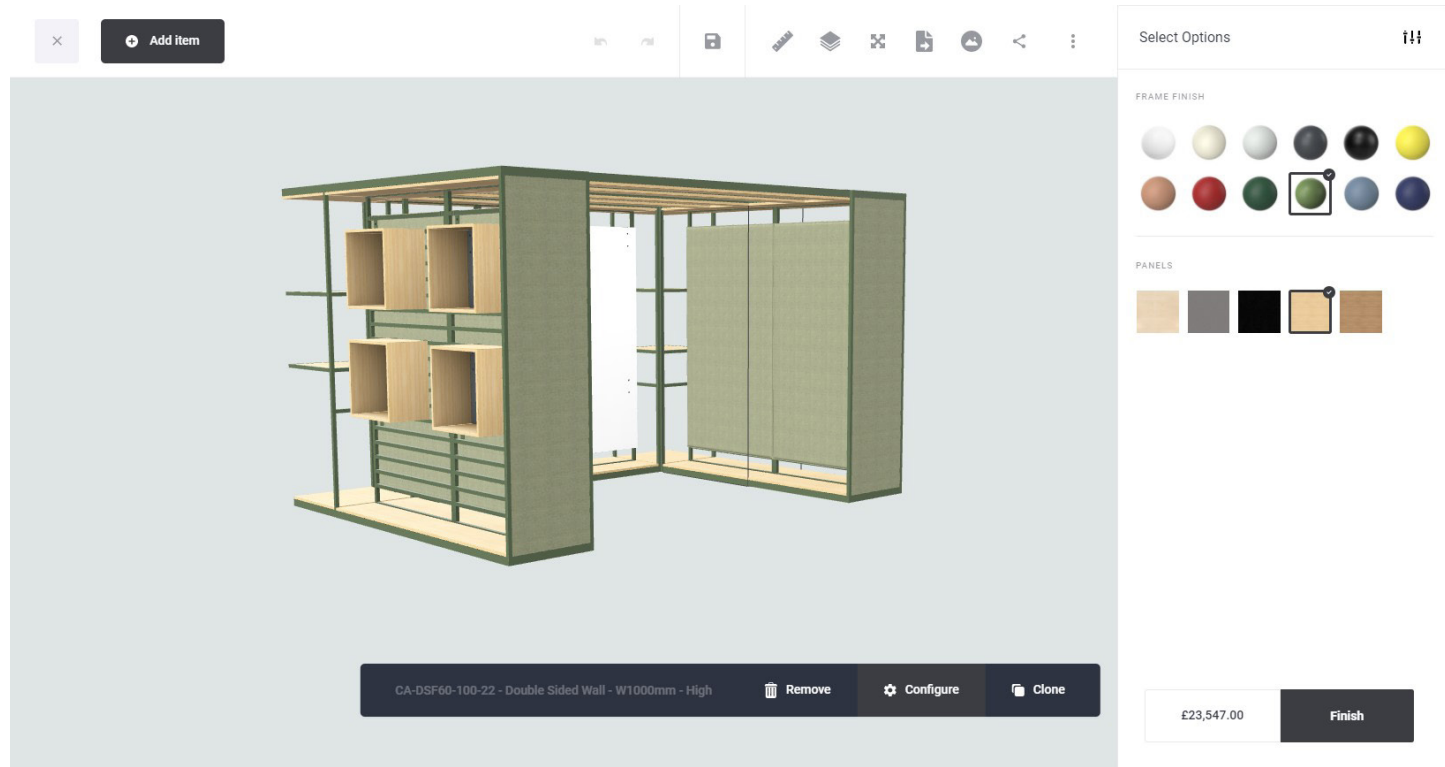 Add item
Select Options
FRAME FINISH
PANELS
CA-DSF60-100-22 - Double Sided Wall - W1000mm - High
Remove
Configure
Clone
£23,547.00
Finish